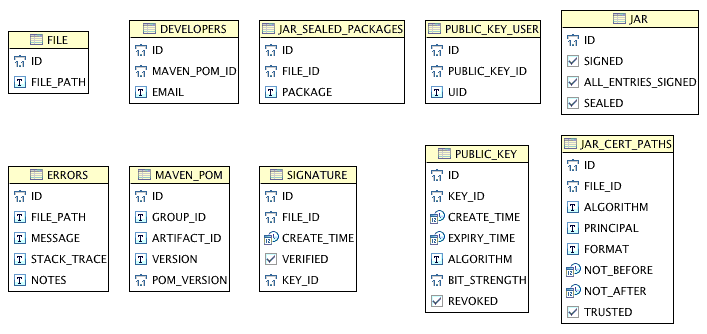 FILE
ID
FILE_PATH
DEVELOPERS
ID
MAVEN_POM_ID
EMAIL
JAR_SEALED_PACKAGES
ID
FILE_ID
PACKAGE
PUBLIC_KEY_USER
ID
PUBLIC_KEY_ID
UID
JAR
ID
SIGNED
ALL_ENTRIES_SIGNED
SEALED
ERRORS
ID
FILE_PATH
MESSAGE
STACK_TRACE
NOTES
MAVEN_POM
ID
GROUP_ID
ARTIFACT_ID
VERSION
POM_VERSION
SIGNATURE
ID
FILE_ID
CREATE_TIME
VERIFIED
KEY_ID
PUBLIC_KEY
ID
KEY_ID
CREATE_TIME
EXPIRY_TIME
ALGORITHM
BIT_STRENGTH
REVOKED
JAR_CERT_PATHS
ID
FILE_ID
ALGORITHM
PRINCIPAL
FORMAT
NOT_BEFORE
NOT_AFTER
TRUSTED